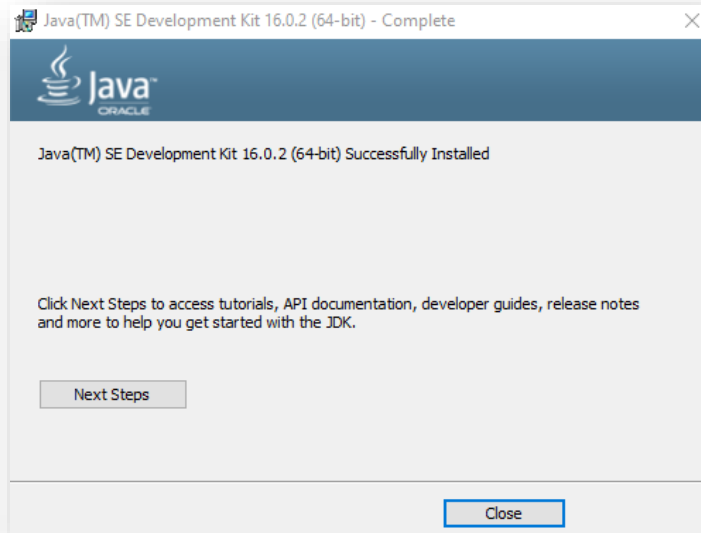 Java(TM) SE Development Kit 16.0.2 (64-bit) - Complete
Java™
ORACLE
Java(TM) SE Development Kit 16.0.2 (64-bit) Successfully Installed
Click Next Steps to access tutorials, API documentation, developer guides, release notes
and more to help you get started with the JDK.
Next Steps
Close